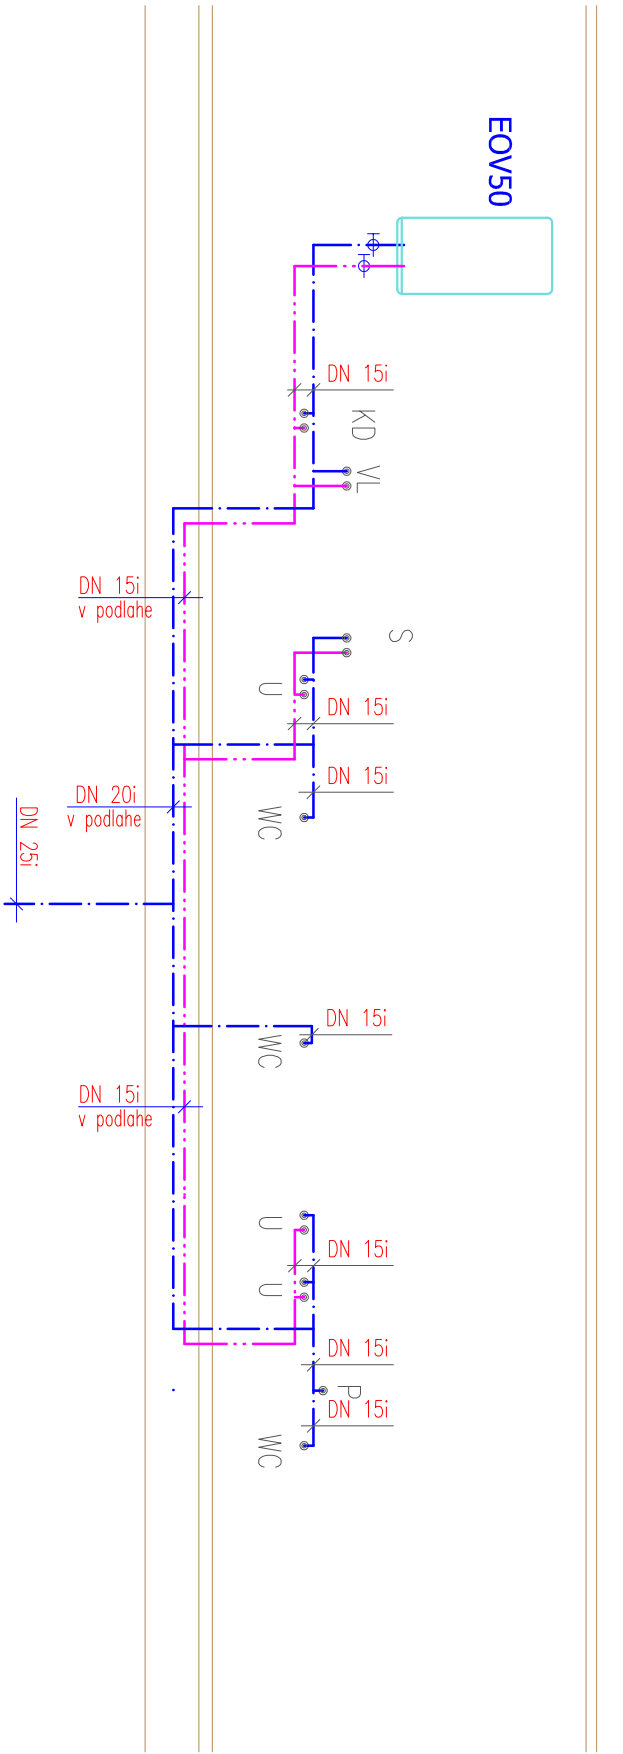 EOV50
DN 15i
KD
VL
DN 15i
v podlahe
S
U
DN 15i
DN 15i
DN 20i
v podlahe
DN 25i
WC
DN 15i
WC
DN 15i
v podlahe
U
DN 15i
U
DN 15i
P
DN 15i
WC